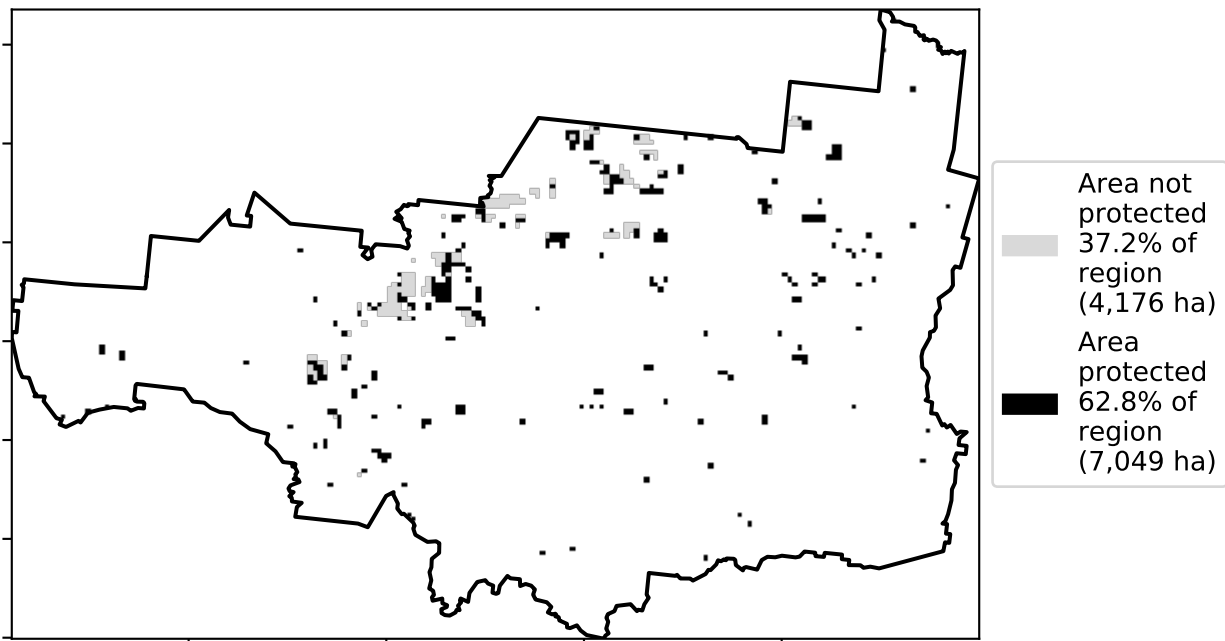 Area not
protected
37.2% of
region
(4,176 ha)
Area
protected
62.8% of
region
(7,049 ha)